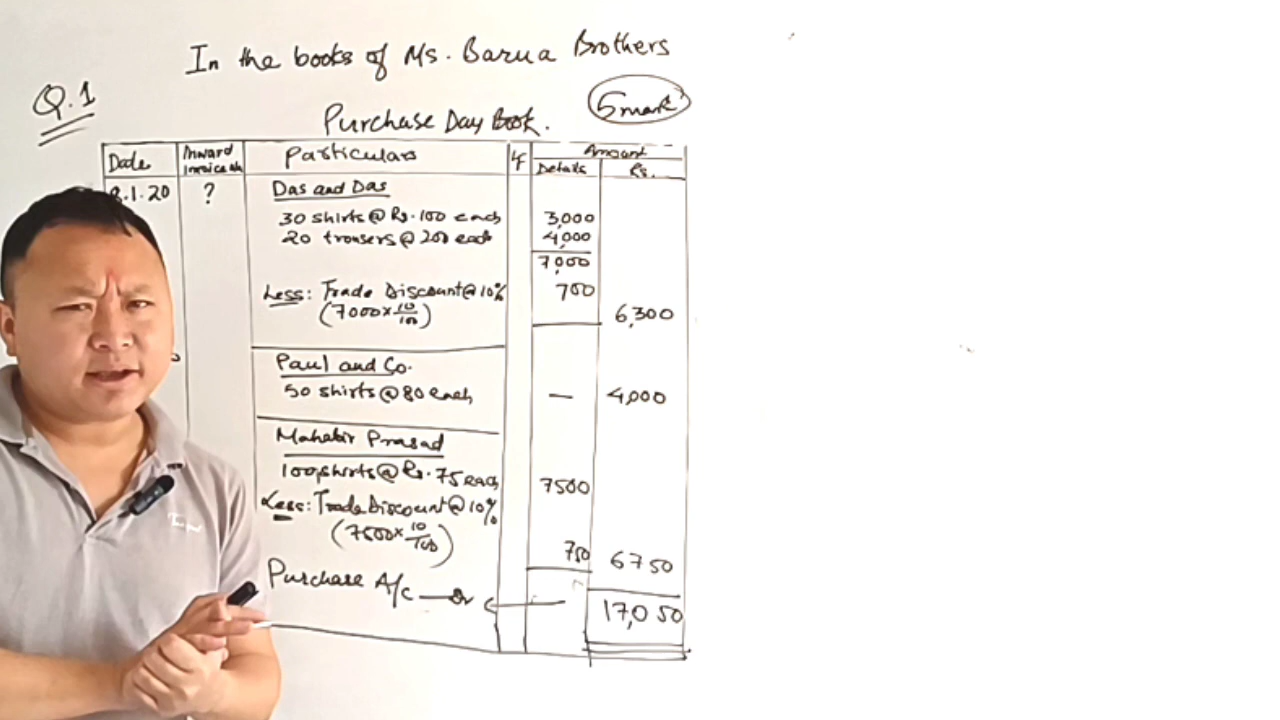 In the books of Ms. Barua Brothers
Q.1
5 mark
Purchase Day Book.
Date Inward Invoice No Particulars LF Amount
Details Rs.
8.1.20 ? Das and Das
30 shirts @ Rs. 100 each 3,000
20 trousers @ 200 each 4,000
7,000
Less: Trade Discount @ 10% 700
(7000 × 10/100) 6,300
Paul and Co.
50 shirts @ 80 each — 4,000
Mahabir Prasad
100 shirts @ Rs. 75 each 7500
Less: Trade Discount @ 10%
(7500 × 10/100) 750 6750
Purchase A/c — Dr 17,050